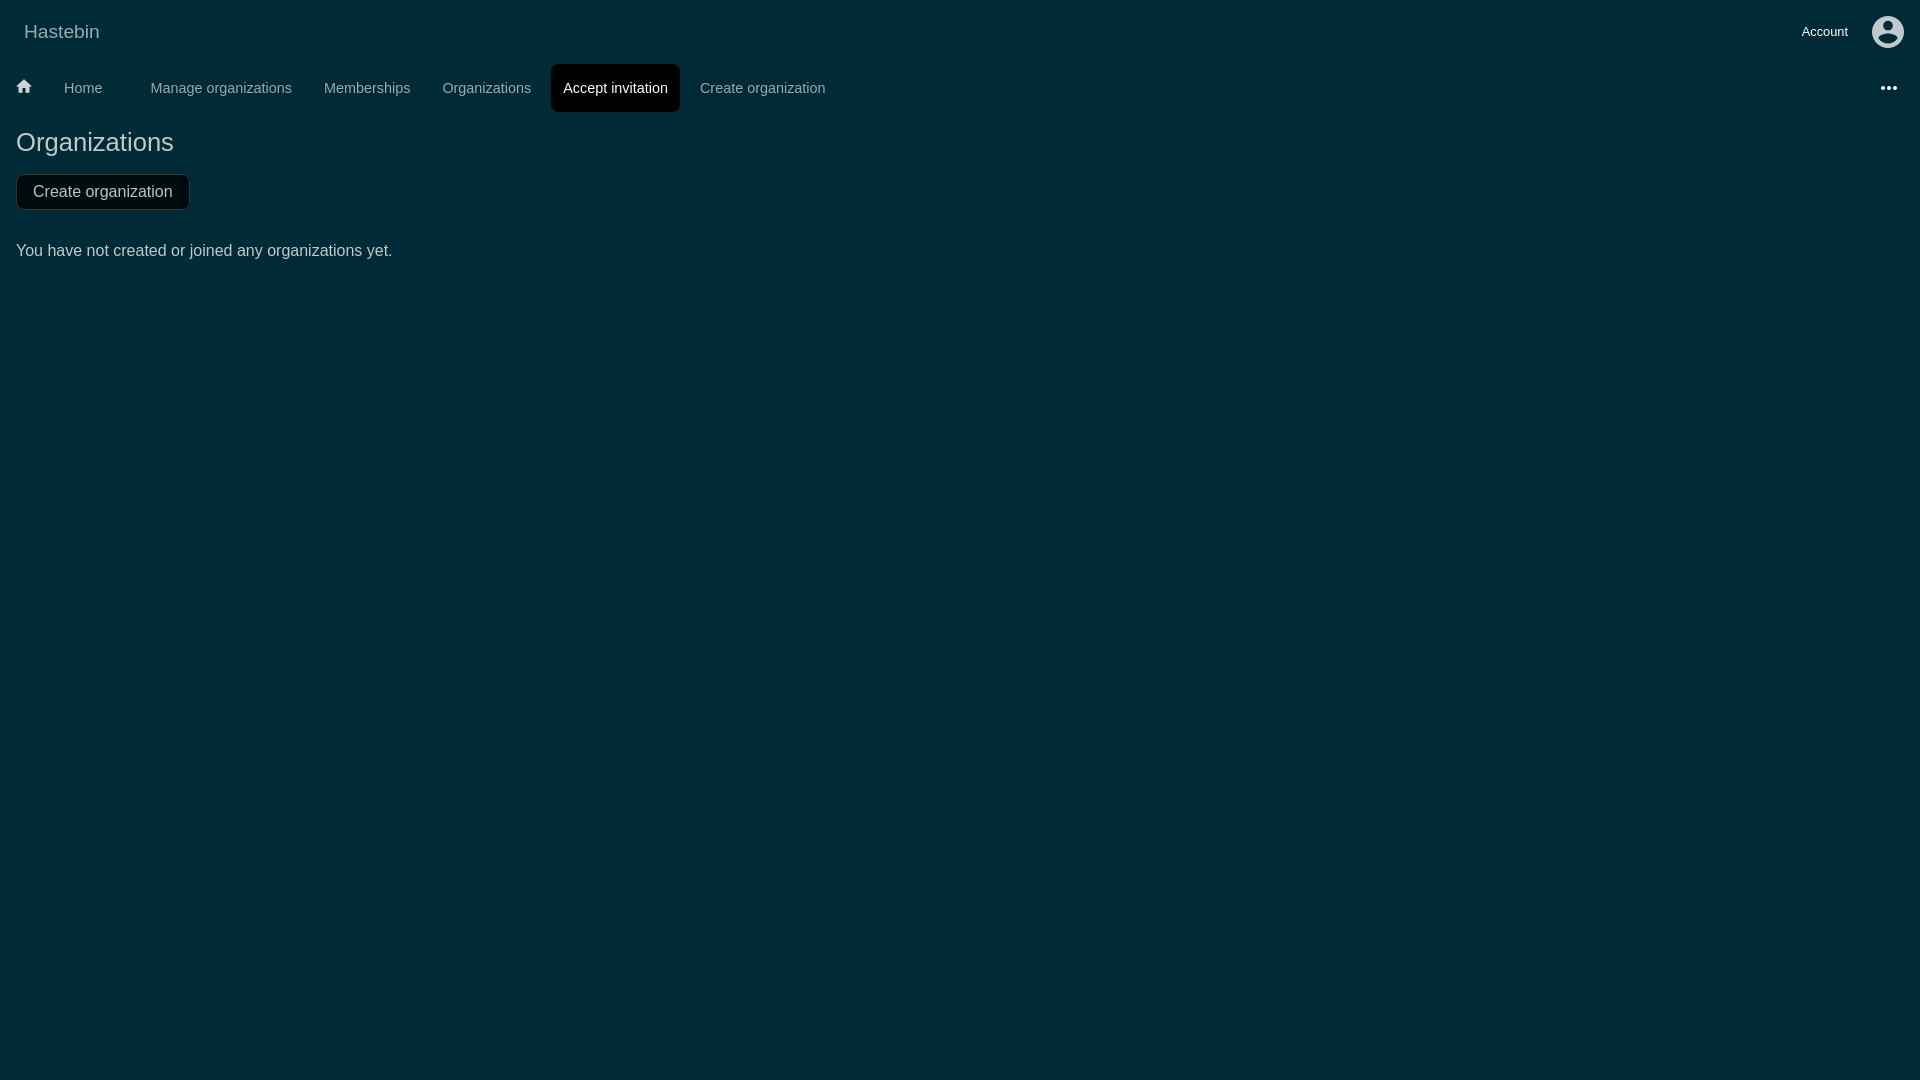 Hastebin
Account
Home
Manage organizations
Memberships
Organizations
Accept invitation
Create organization
Organizations
Create organization
You have not created or joined any organizations yet.